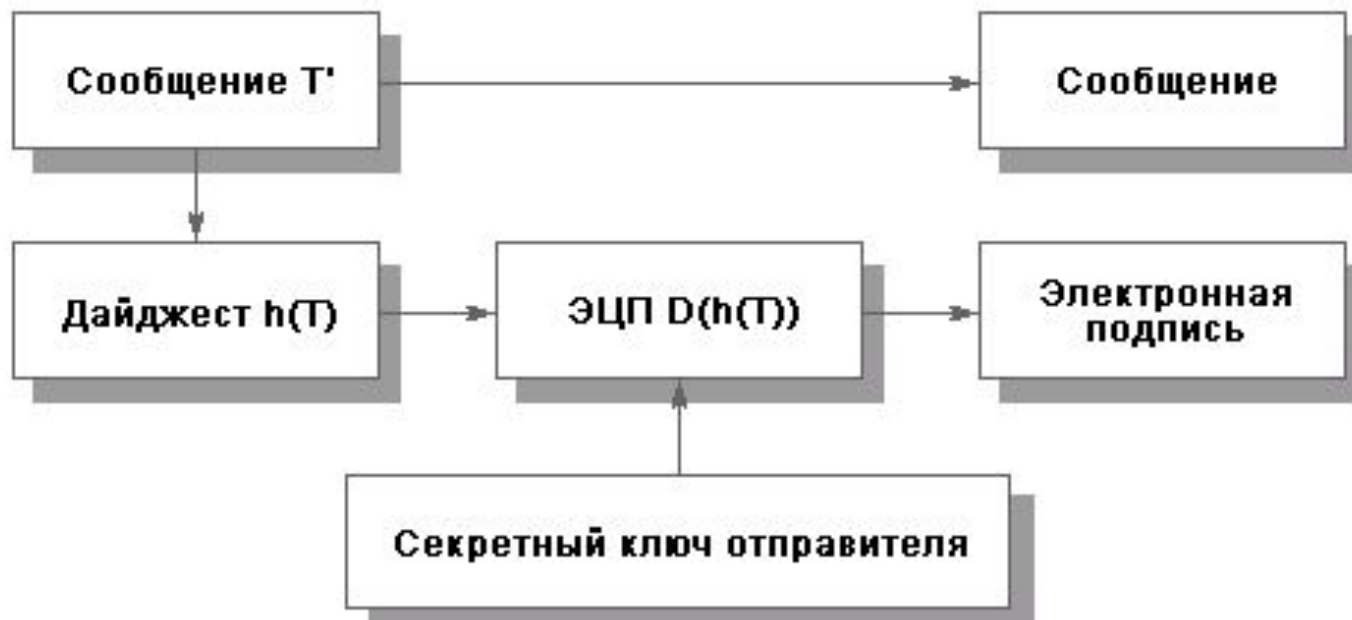 Сообщение Т'
Сообщение
Дайджест h(T)
ЭЦП D(h(T))
Электронная
подпись
Секретный ключ отправителя